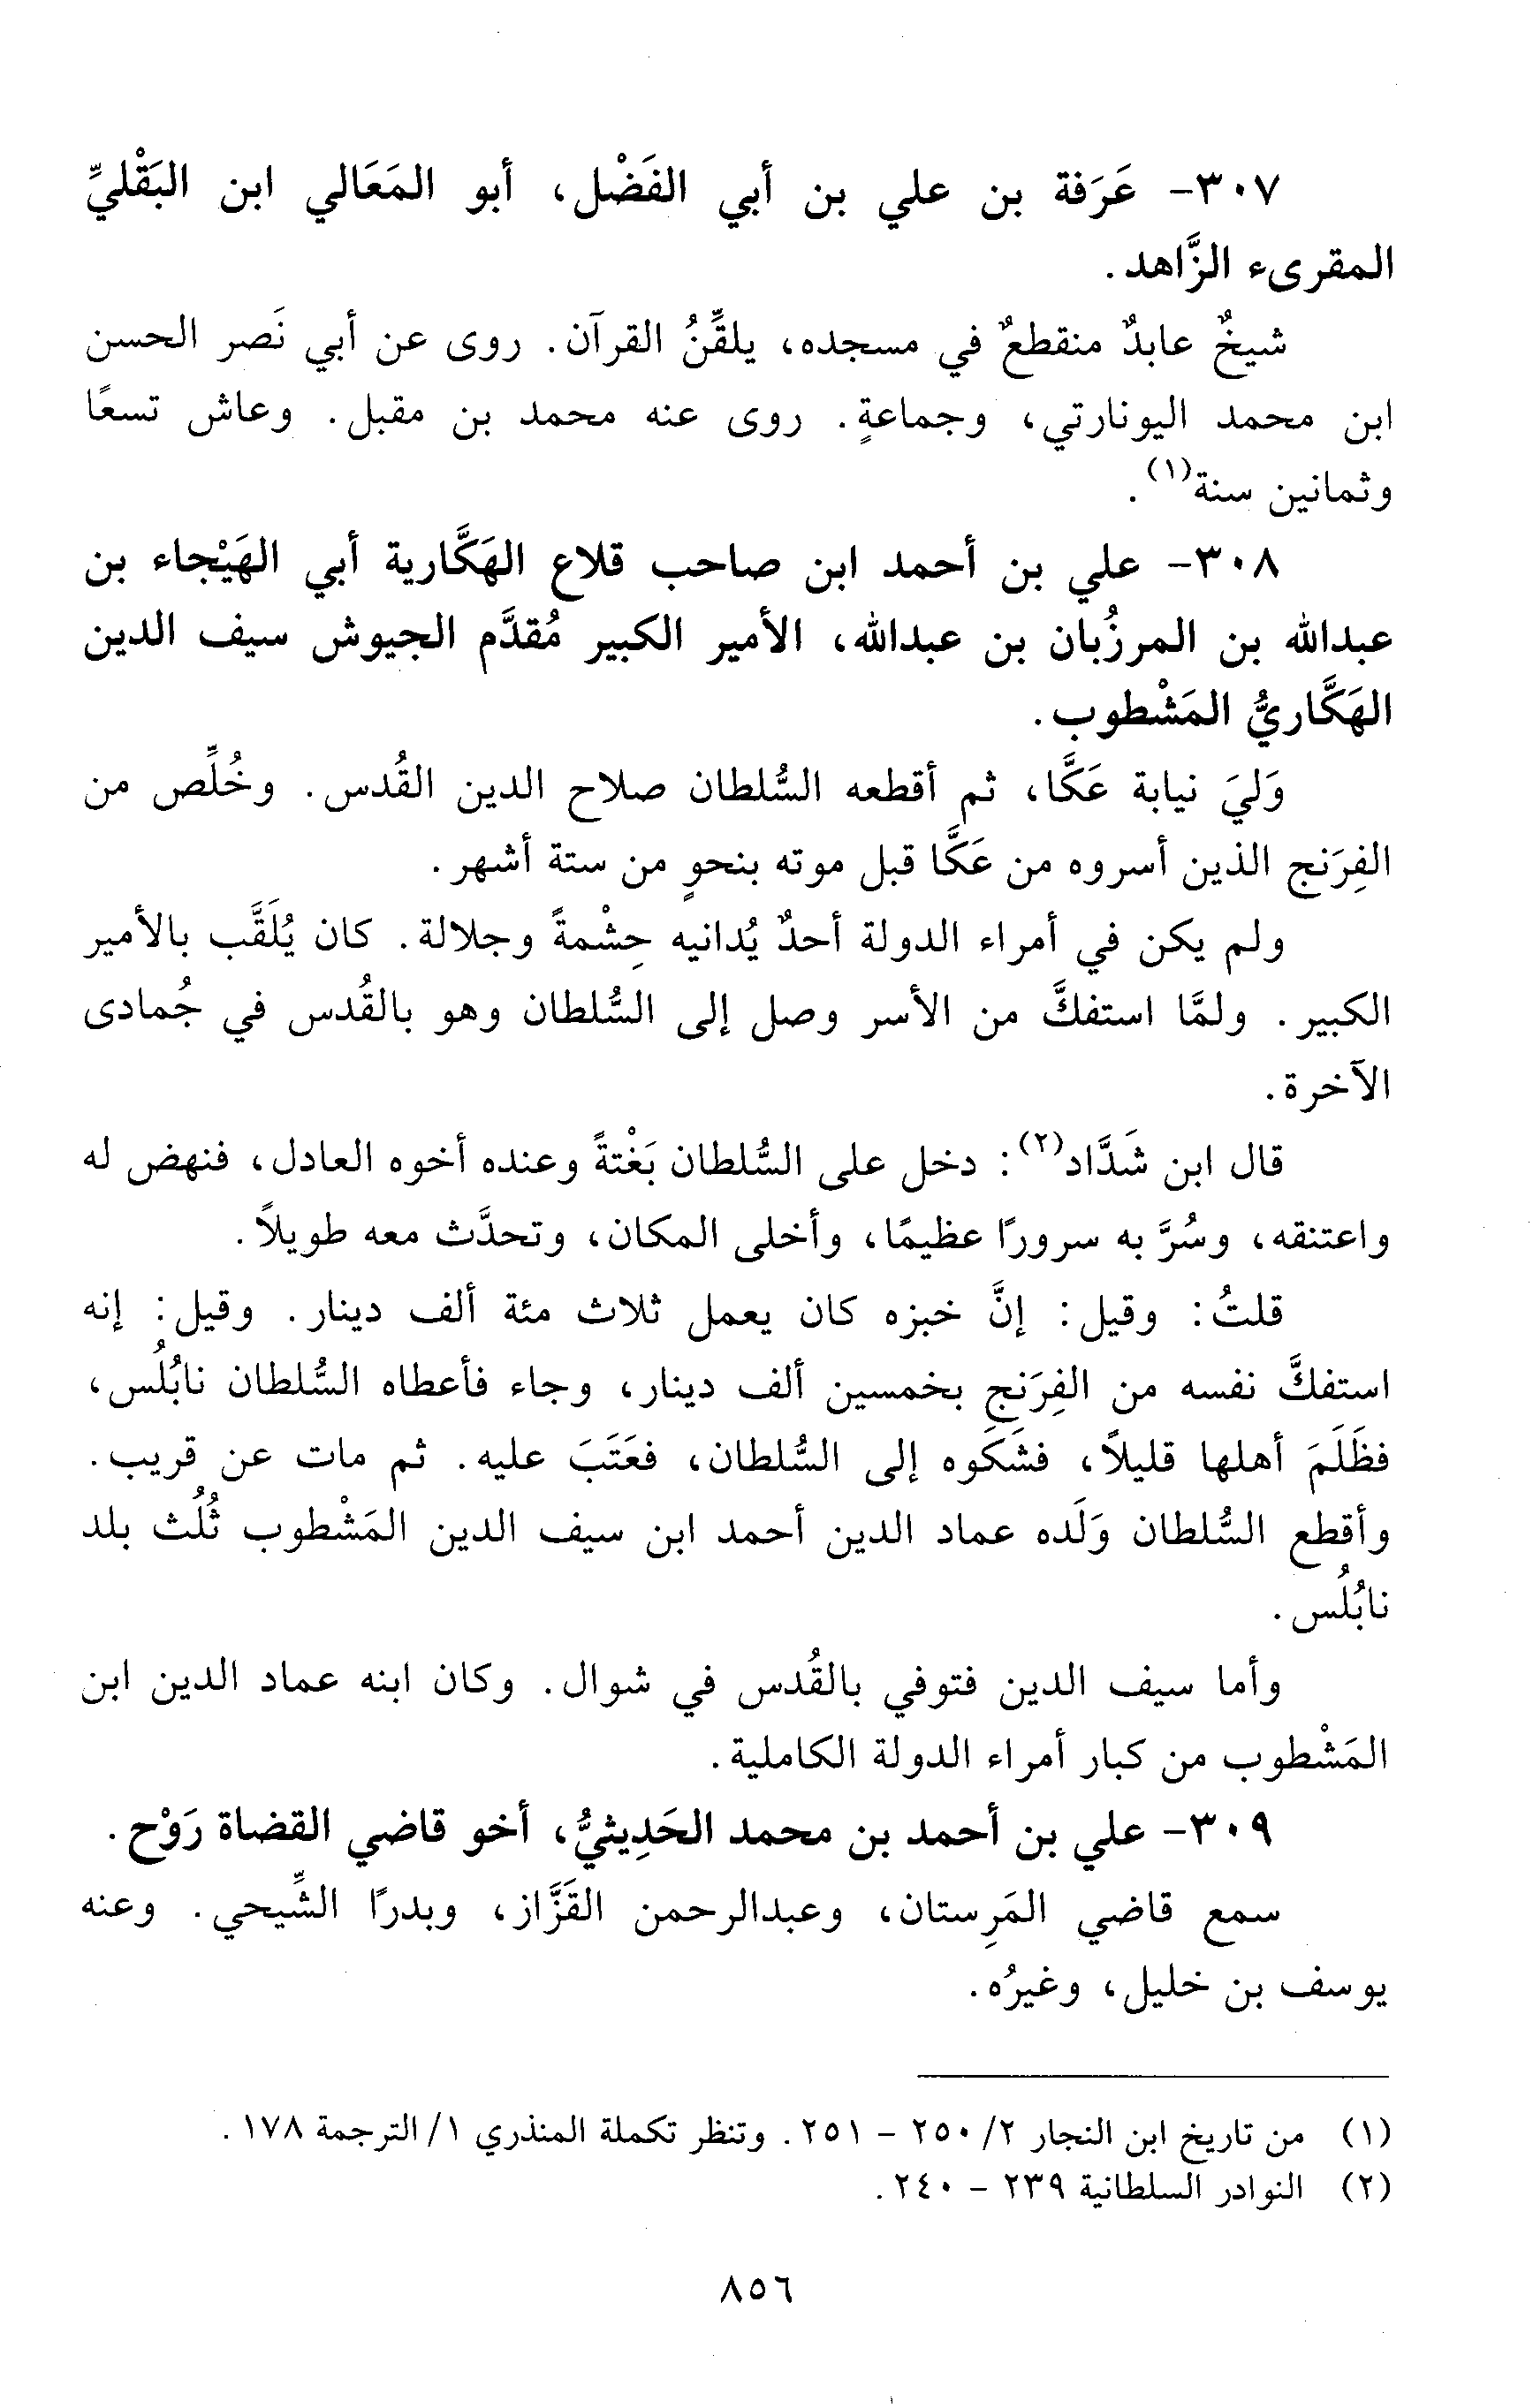 ٣٠٧- عَرَفة بن علي بن أبي الفَضْل، أبو المَعَالي ابن البَقْليِّ
المقرىء الزَّاهد.
شيخٌ عابدٌ منقطعٌ في مسجده، يلقِّنُ القرآن. روى عن أبي نَصر الحسن
ابن محمد اليونارتي، وجماعةٍ. روى عنه محمد بن مقبل. وعاش تسعًا
وثمانين سنة(١).
٣٠٨- علي بن أحمد ابن صاحب قلاع الهَكَّارية أبي الهَيْجاء بن
عبدالله بن المرزُبان بن عبدالله، الأمير الكبير مُقدَّم الجيوش سيف الدين
الهَكَّاريُّ المَشْطوب.
وَليَ نيابة عَكَّا، ثم أقطعه السُّلطان صلاح الدين القُدس. وخُلِّص من
الفِرَنج الذين أسروه من عَكَّا قبل موته بنحوٍ من ستة أشهر.
ولم يكن في أمراء الدولة أحدٌ يُدانيه حِشْمةً وجلالة. كان يُلَقَّب بالأمير
الكبير. ولمَّا استفكَّ من الأسر وصل إلى السُّلطان وهو بالقُدس في جُمادى
الآخرة.
قال ابن شَدَّاد(٢): دخل على السُّلطان بَغْتةً وعنده أخوه العادل، فنهض له
واعتنقه، وسُرَّ به سرورًا عظيمًا، وأخلى المكان، وتحدَّث معه طويلاً.
قلتُ: وقيل: إنَّ خبزه كان يعمل ثلاث مئة ألف دينار. وقيل: إنه
استفكَّ نفسه من الفِرَنج بخمسين ألف دينار، وجاء فأعطاه السُّلطان نابُلُس،
فظَلَمَ أهلها قليلاً، فشَكَوه إلى السُّلطان، فعَتَبَ عليه. ثم مات عن قريب.
وأقطع السُّلطان وَلَده عماد الدين أحمد ابن سيف الدين المَشْطوب ثُلُث بلد
نابُلُس.
وأما سيف الدين فتوفي بالقُدس في شوال. وكان ابنه عماد الدين ابن
المَشْطوب من كبار أمراء الدولة الكاملية.
٣٠٩- علي بن أحمد بن محمد الحَدِيثيُّ، أخو قاضي القضاة رَوْح.
سمع قاضي المَرِستان، وعبدالرحمن القَزَّاز، وبدرًا الشِّيحي. وعنه
يوسف بن خليل، وغيرُه.
(١) من تاريخ ابن النجار ٢/ ٢٥٠ - ٢٥١. وتنظر تكملة المنذري ١/ الترجمة ١٧٨.
(٢) النوادر السلطانية ٢٣٩ - ٢٤٠.
٨٥٦